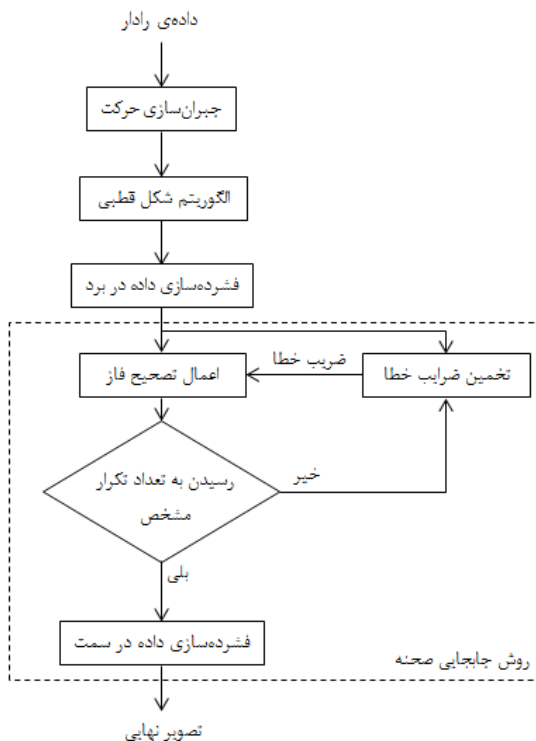 داده‌ی رادار
جبران‌سازی حرکت
الگوریتم شکل قطبی
فشرده‌سازی داده در برد
ضریب خطا
اعمال تصحیح فاز
تخمین ضرایب خطا
رسیدن به تعداد تکرار
مشخص
خیر
بلی
فشرده‌سازی داده در سمت
روش جابجایی صحنه
تصویر نهایی